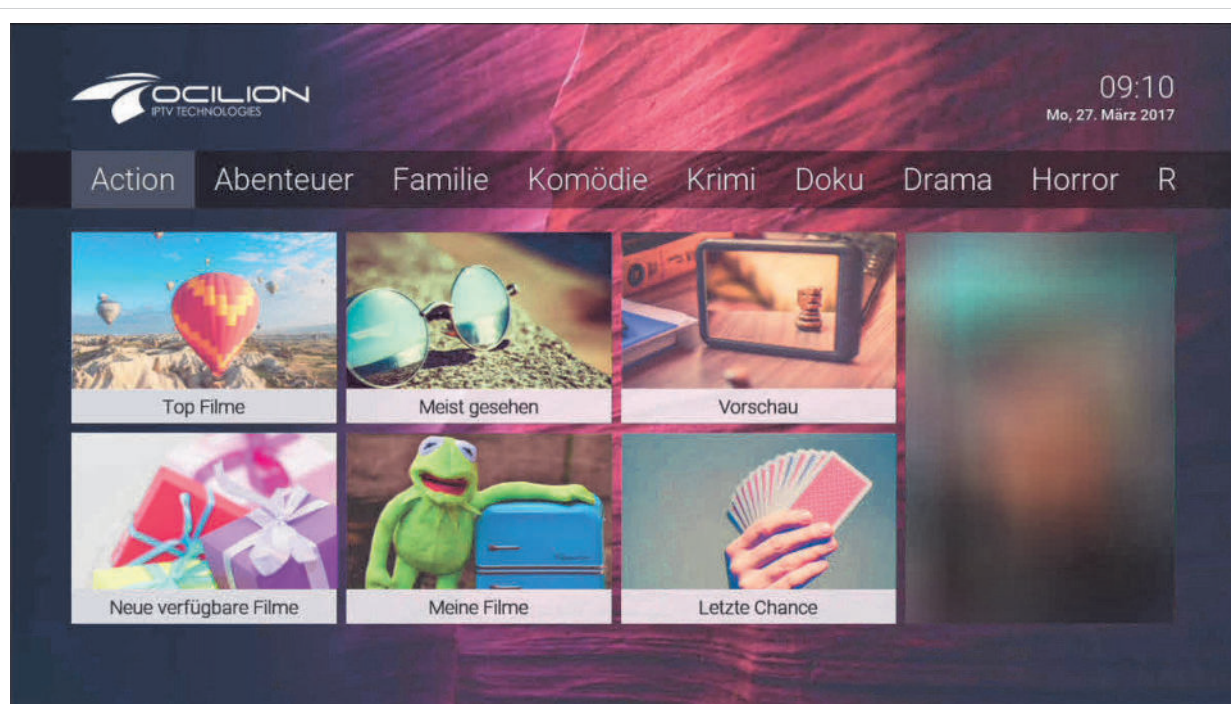 OCILION
IPTV TECHNOLOGIES
09:10
Mo, 27. März 2017
Action Abenteuer Familie Komödie Krimi Doku Drama Horror R
Top Filme Meist gesehen Vorschau
Neue verfügbare Filme Meine Filme Letzte Chance